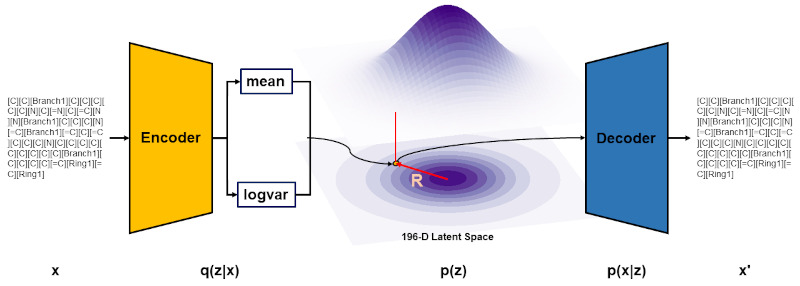 [C][C][Branch1][C][C][C][
C][C][N][C][=N][C][=C][N
][N]Branch1][C][C][C][N]
[=C][Branch1][=C][C][=C
][C][C][C][N][C][C][C][C]
[C][C][C][C][C][Branch1][
C][C][C][C][=C][Ring1][=
C][Ring1]
Encoder
mean
logvar
R
196-D Latent Space
Decoder
[C][C][Branch1][C][C][C][C]
[C][N][C][=N][C][=C][N][
N][Branch1][C][C][C][N]
[=C][Branch1][=C][C][=C]
[C][C][C][N][C][C][C][C][
C][C][C][C][C][Branch1][
C][C][C][C][=C][Ring1][=
C][Ring1]
x
q(z|x)
p(z)
p(x|z)
x'